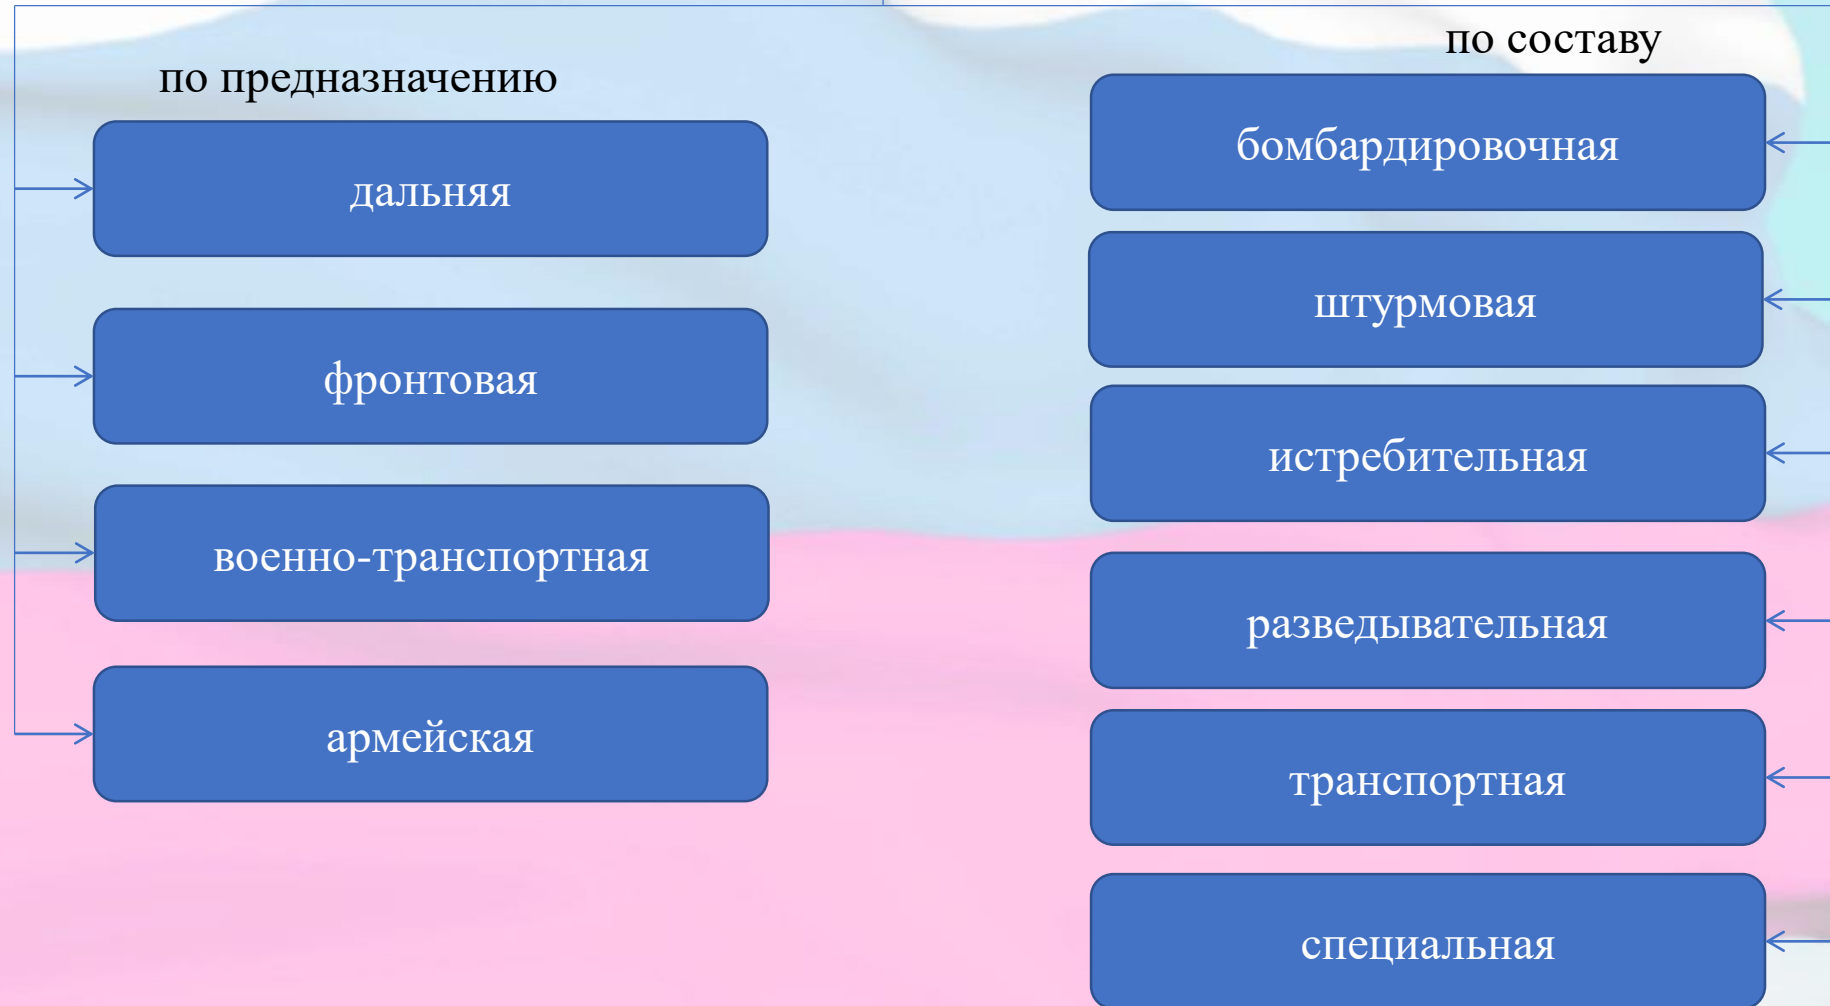 по предназначению
дальняя
фронтовая
военно-транспортная
армейская
по составу
бомбардировочная
штурмовая
истребительная
разведывательная
транспортная
специальная